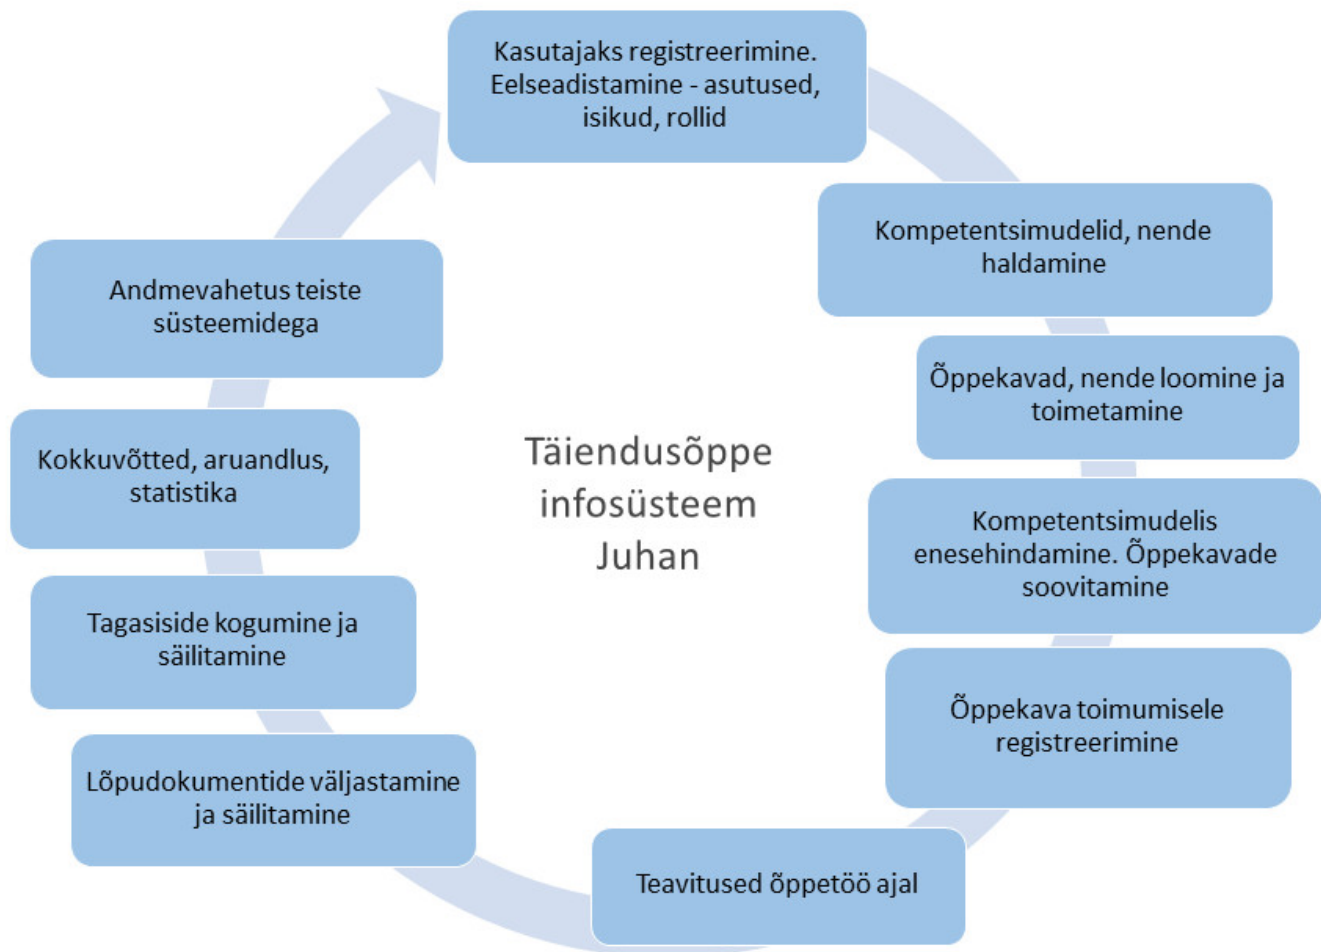 Kasutajaks registreerimine.
Eelseadistamine - asutused,
isikud, rollid
Kompetentsimudelid, nende
haldamine
Õppekavad, nende loomine ja
toimetamine
Kompetentsimudelis
enesehindamine. Õppekavade
soovitamine
Õppekava toimumisele
registreerimine
Teavitused õppetöö ajal
Lõpudokumentide väljastamine
ja säilitamine
Tagasiside kogumine ja
säilitamine
Kokkuvõtted, aruandlus,
statistika
Andmevahetus teiste
süsteemidega
Täiendusõppe
infosüsteem
Juhan